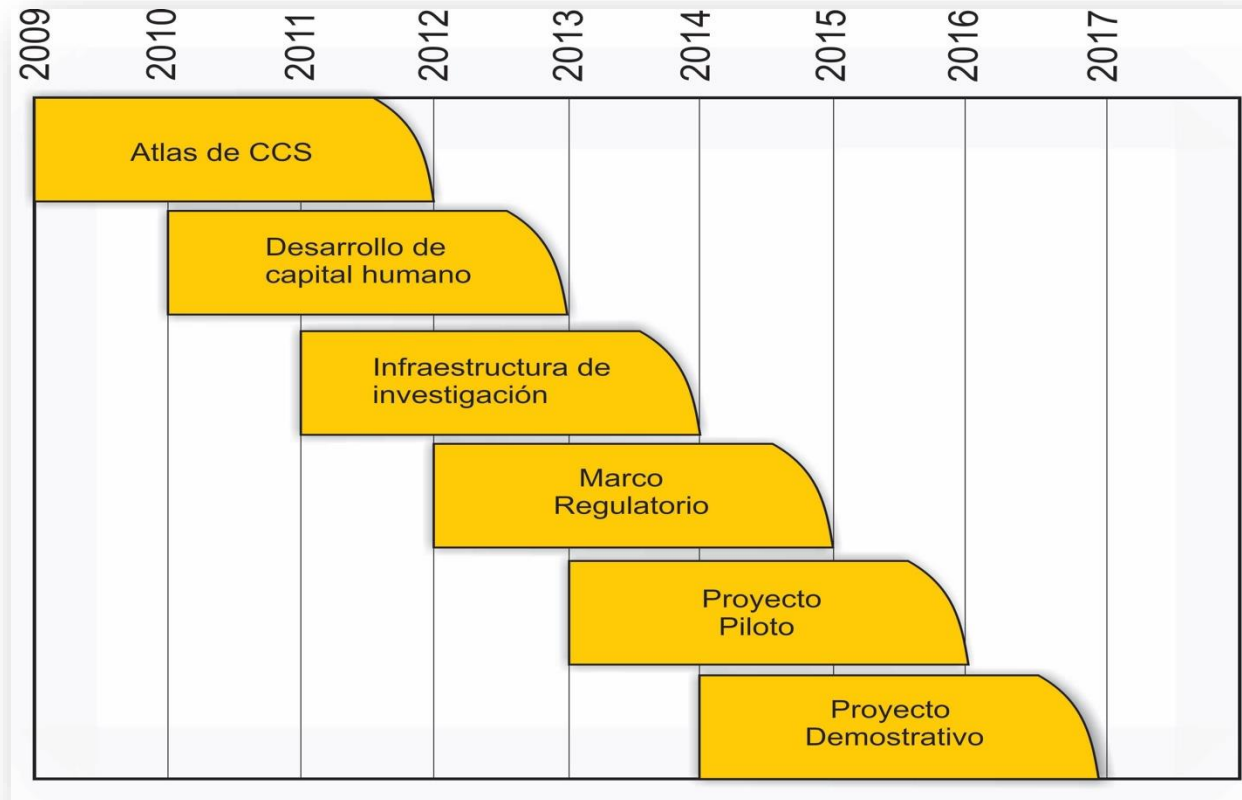 2009
2010
2011
2012
2013
2014
2015
2016
2017
Atlas de CCS
Desarrollo de
capital humano
Infraestructura de
investigación
Marco
Regulatorio
Proyecto
Piloto
Proyecto
Demostrativo